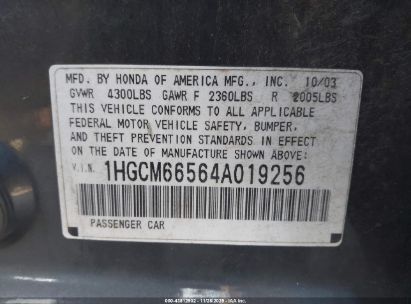 MFD. BY HONDA OF AMERICA MFG., INC. 10/03
GVWR 4300LBS GAWR F 2360LBS R 2005LBS
THIS VEHICLE CONFORMS TO ALL APPLICABLE
FEDERAL MOTOR VEHICLE SAFETY, BUMPER,
AND THEFT PREVENTION STANDARDS IN EFFECT
ON THE DATE OF MANUFACTURE SHOWN ABOVE:
V.I.N. 1HGCM66564A019256
PASSENGER CAR